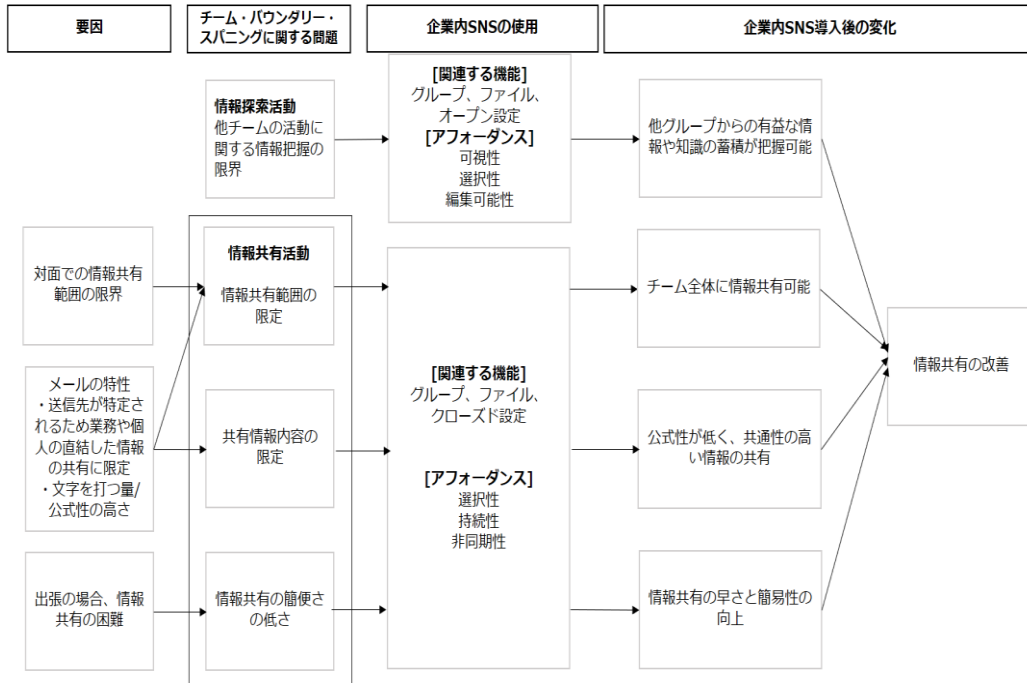 要因
チーム・バウンダリー・
スパニングに関する問題
企業内SNSの使用
企業内SNS導入後の変化
情報探索活動
他チームの活動に
関する情報把握の
限界
[関連する機能]
グループ、ファイル、
オープン設定
[アフォーダンス]
可視性
選択性
編集可能性
他グループからの有益な情
報や知識の蓄積が把握可能
対面での情報共有
範囲の限界
情報共有活動
情報共有範囲の
限定
チーム全体に情報共有可能
メールの特性
・送信先が特定さ
れるため業務や個
人の直結した情報
の共有に限定
・文字を打つ量/
公式性の高さ
共有情報内容の
限定
[関連する機能]
グループ、ファイル、
クローズド設定
[アフォーダンス]
選択性
持続性
非同期性
公式性が低く、共通性の高
い情報の共有
情報共有の改善
出張の場合、情報
共有の困難
情報共有の簡便さ
の低さ
情報共有の早さと簡易性の
向上